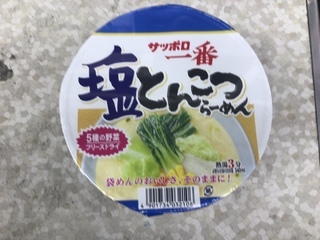 サッポロ
一番
塩とんこつ
らーめん
5種の野菜
フリーズドライ
熱湯3分
袋めんのおいしさ、そのままに!